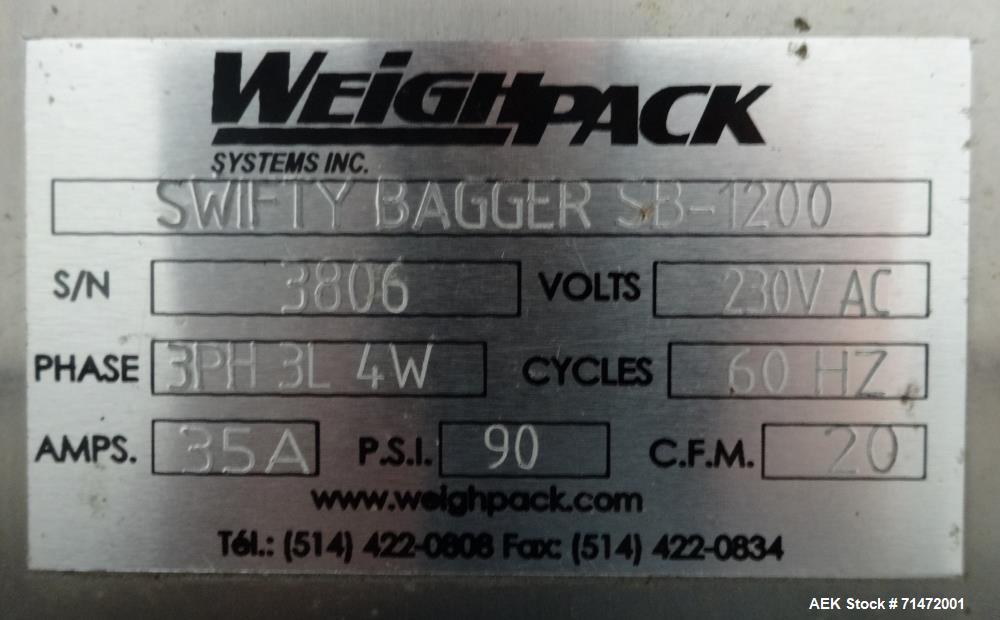 WEIGHPACK
SYSTEMS INC.
SWIFTY BAGGER SB-1200
S/N 3806 VOLTS 230V AC
PHASE 3PH 3L 4W CYCLES 60 HZ
AMPS. 35A P.S.I. 90 C.F.M. 20
www.weighpack.com
Tél.: (514) 422-0808 Fax: (514) 422-0834
AEK Stock # 71472001